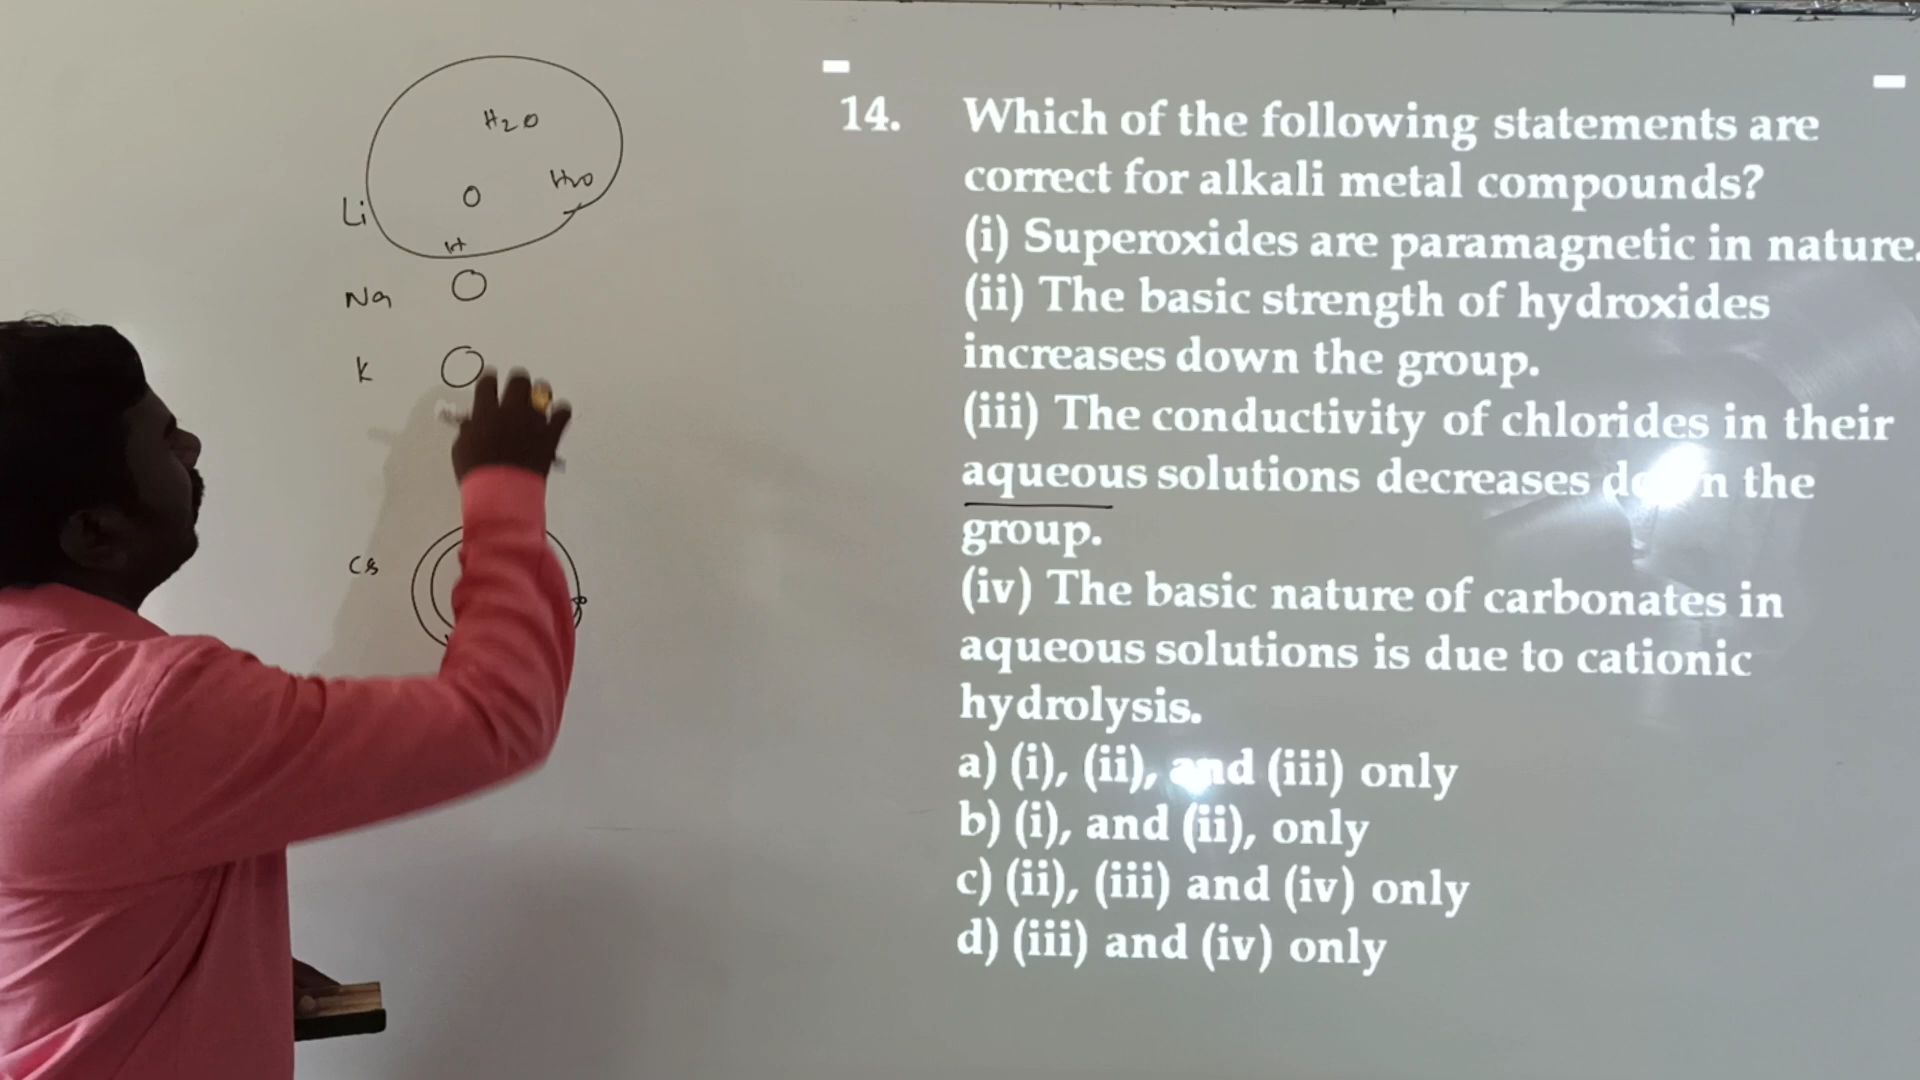 H2O
H2O
Li
H
Na
K
Cs
14. Which of the following statements are
correct for alkali metal compounds?
(i) Superoxides are paramagnetic in nature.
(ii) The basic strength of hydroxides
increases down the group.
(iii) The conductivity of chlorides in their
aqueous solutions decreases down the
group.
(iv) The basic nature of carbonates in
aqueous solutions is due to cationic
hydrolysis.
a) (i), (ii), and (iii) only
b) (i), and (ii), only
c) (ii), (iii) and (iv) only
d) (iii) and (iv) only